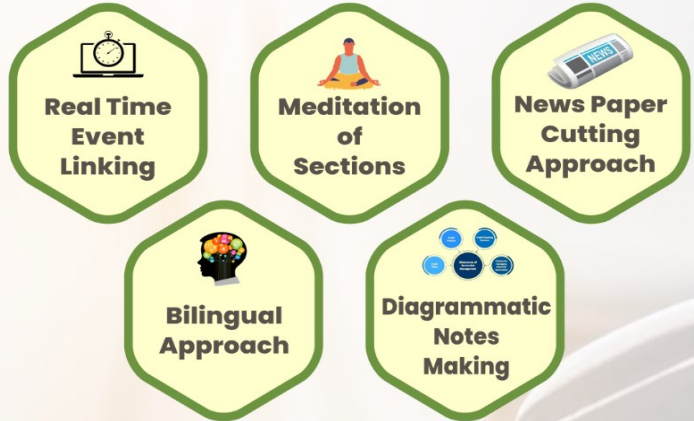 Real Time
Event
Linking
Meditation
of
Sections
NEWS
News Paper
Cutting
Approach
Bilingual
Approach
Diagrammatic
Notes
Making